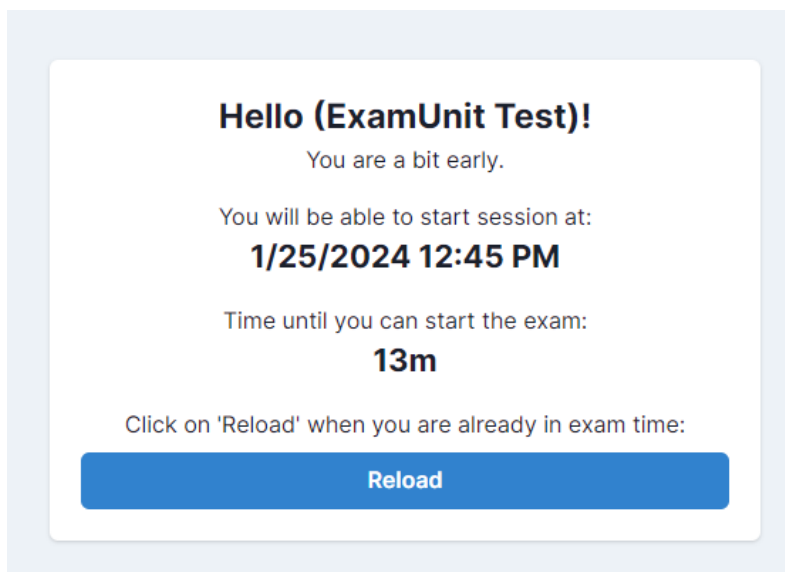 Hello (ExamUnit Test)!
You are a bit early.
You will be able to start session at:
1/25/2024 12:45 PM
Time until you can start the exam:
13m
Click on 'Reload' when you are already in exam time:
Reload